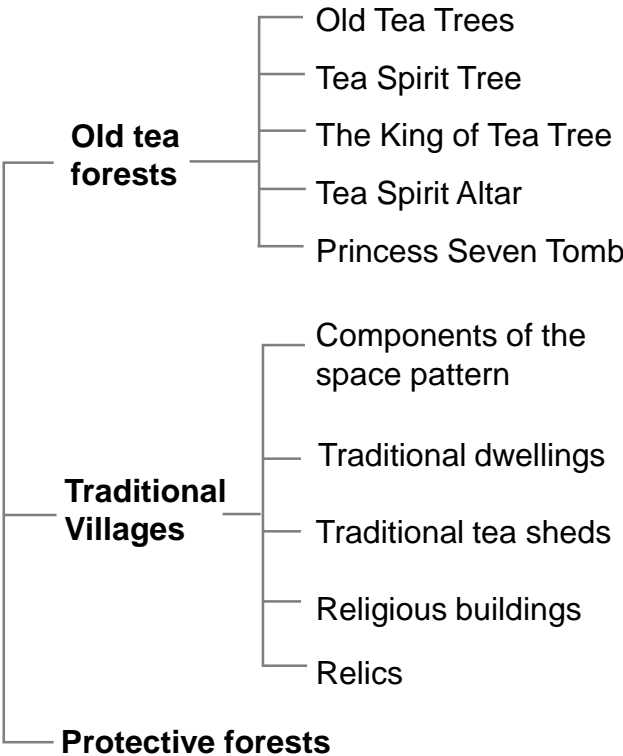 Old tea
forests
Old Tea Trees
Tea Spirit Tree
The King of Tea Tree
Tea Spirit Altar
Princess Seven Tomb
Traditional
Villages
Components of the
space pattern
Traditional dwellings
Traditional tea sheds
Religious buildings
Relics
Protective forests